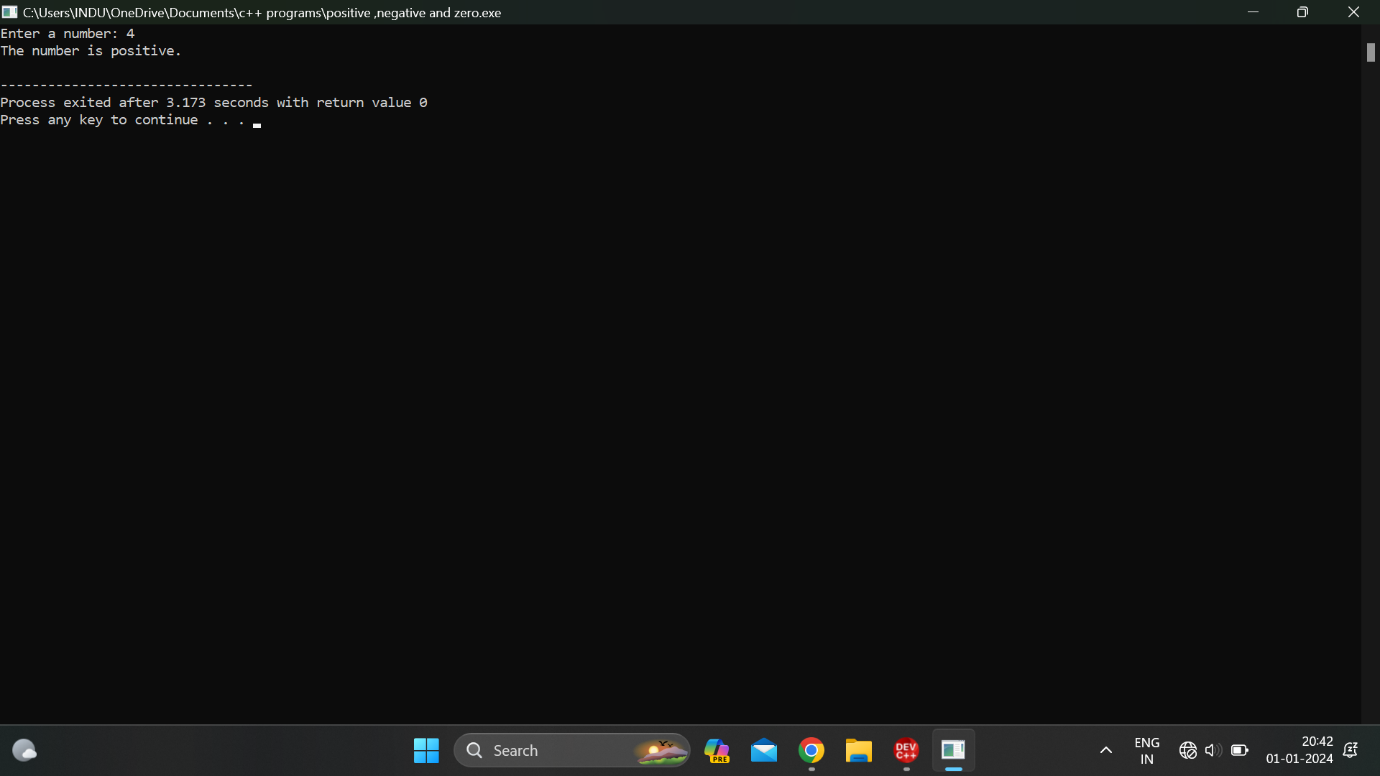 C:\Users\INDU\OneDrive\Documents\c++ programs\positive ,negative and zero.exe
Enter a number: 4
The number is positive.
--------------------------------
Process exited after 3.173 seconds with return value 0
Press any key to continue . . .
Search
PRE
DEV
C++
ENG
IN
20:42
01-01-2024